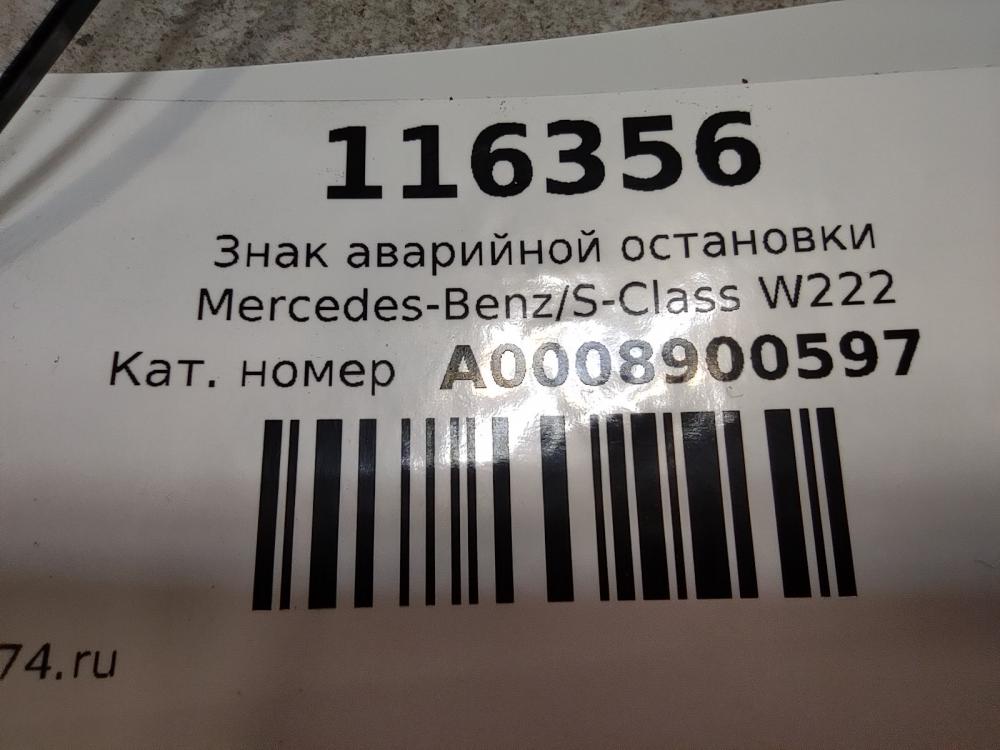 116356
Знак аварийной остановки
Mercedes-Benz/S-Class W222
Кат. номер A0008900597
74.ru